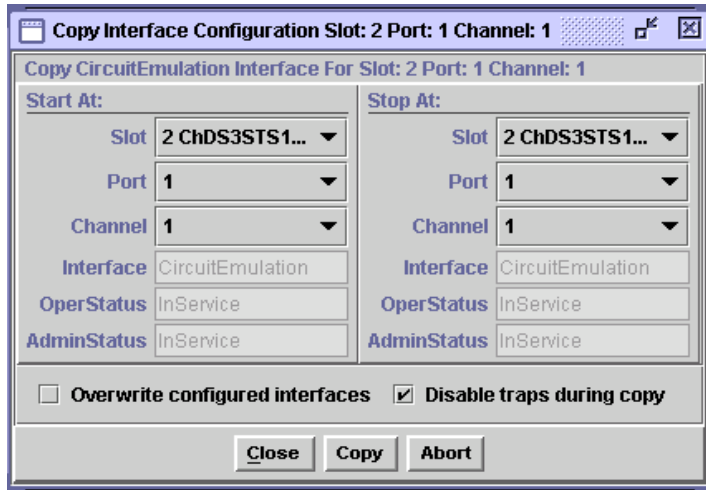 Copy Interface Configuration Slot: 2 Port: 1 Channel: 1
Copy CircuitEmulation Interface For Slot: 2 Port: 1 Channel: 1
Start At:
Slot 2 ChDS3STS1...
Port 1
Channel 1
Interface CircuitEmulation
OperStatus InService
AdminStatus InService
Stop At:
Slot 2 ChDS3STS1...
Port 1
Channel 1
Interface CircuitEmulation
OperStatus InService
AdminStatus InService
Overwrite configured interfaces Disable traps during copy
Close Copy Abort